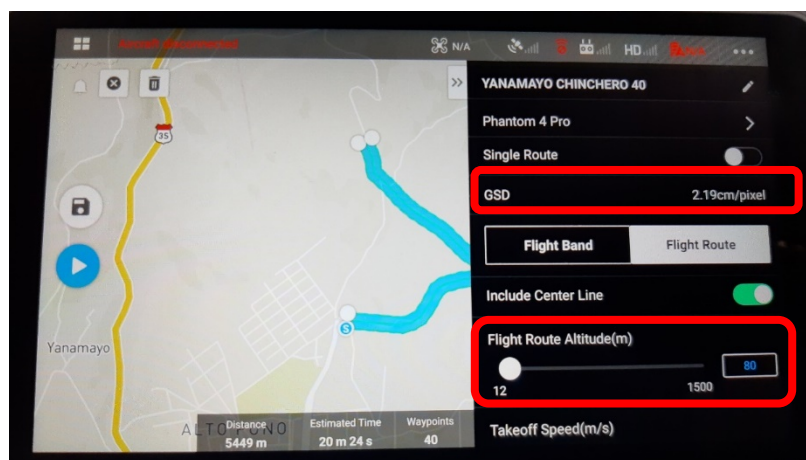 Aircraft disconnected
N/A
HD
YANAMAYO CHINCHERO 40
Phantom 4 Pro
Single Route
35
GSD 2.19cm/pixel
Flight Band Flight Route
Include Center Line
Flight Route Altitude(m)
S
80
12 1500
Yanamayo
ALTO PUNO
Distance Estimated Time Waypoints
5449 m 20 m 24 s 40
Takeoff Speed(m/s)